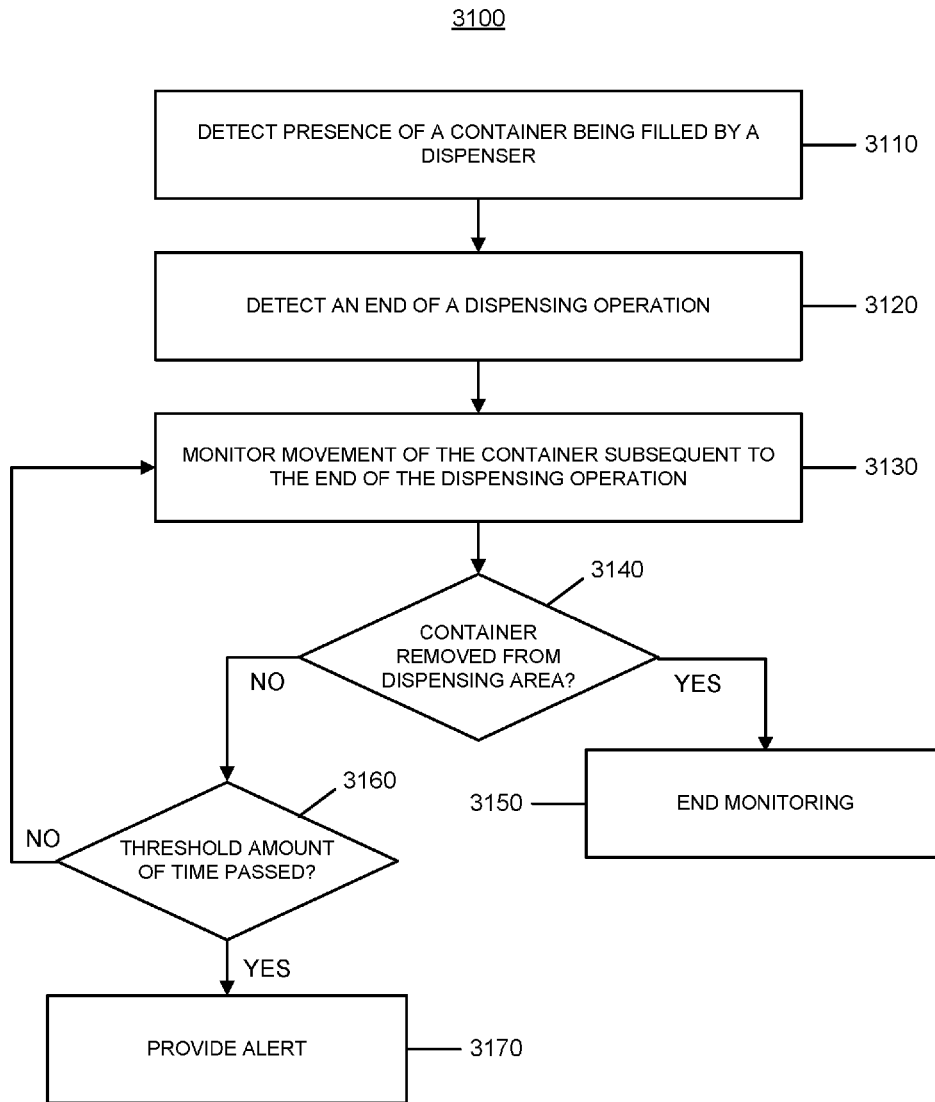 3100
DETECT PRESENCE OF A CONTAINER BEING FILLED BY A
DISPENSER
3110
DETECT AN END OF A DISPENSING OPERATION
3120
MONITOR MOVEMENT OF THE CONTAINER SUBSEQUENT TO
THE END OF THE DISPENSING OPERATION
3130
3140
CONTAINER
REMOVED FROM
DISPENSING AREA?
NO
YES
3150
END MONITORING
3160
NO
THRESHOLD AMOUNT
OF TIME PASSED?
YES
PROVIDE ALERT
3170